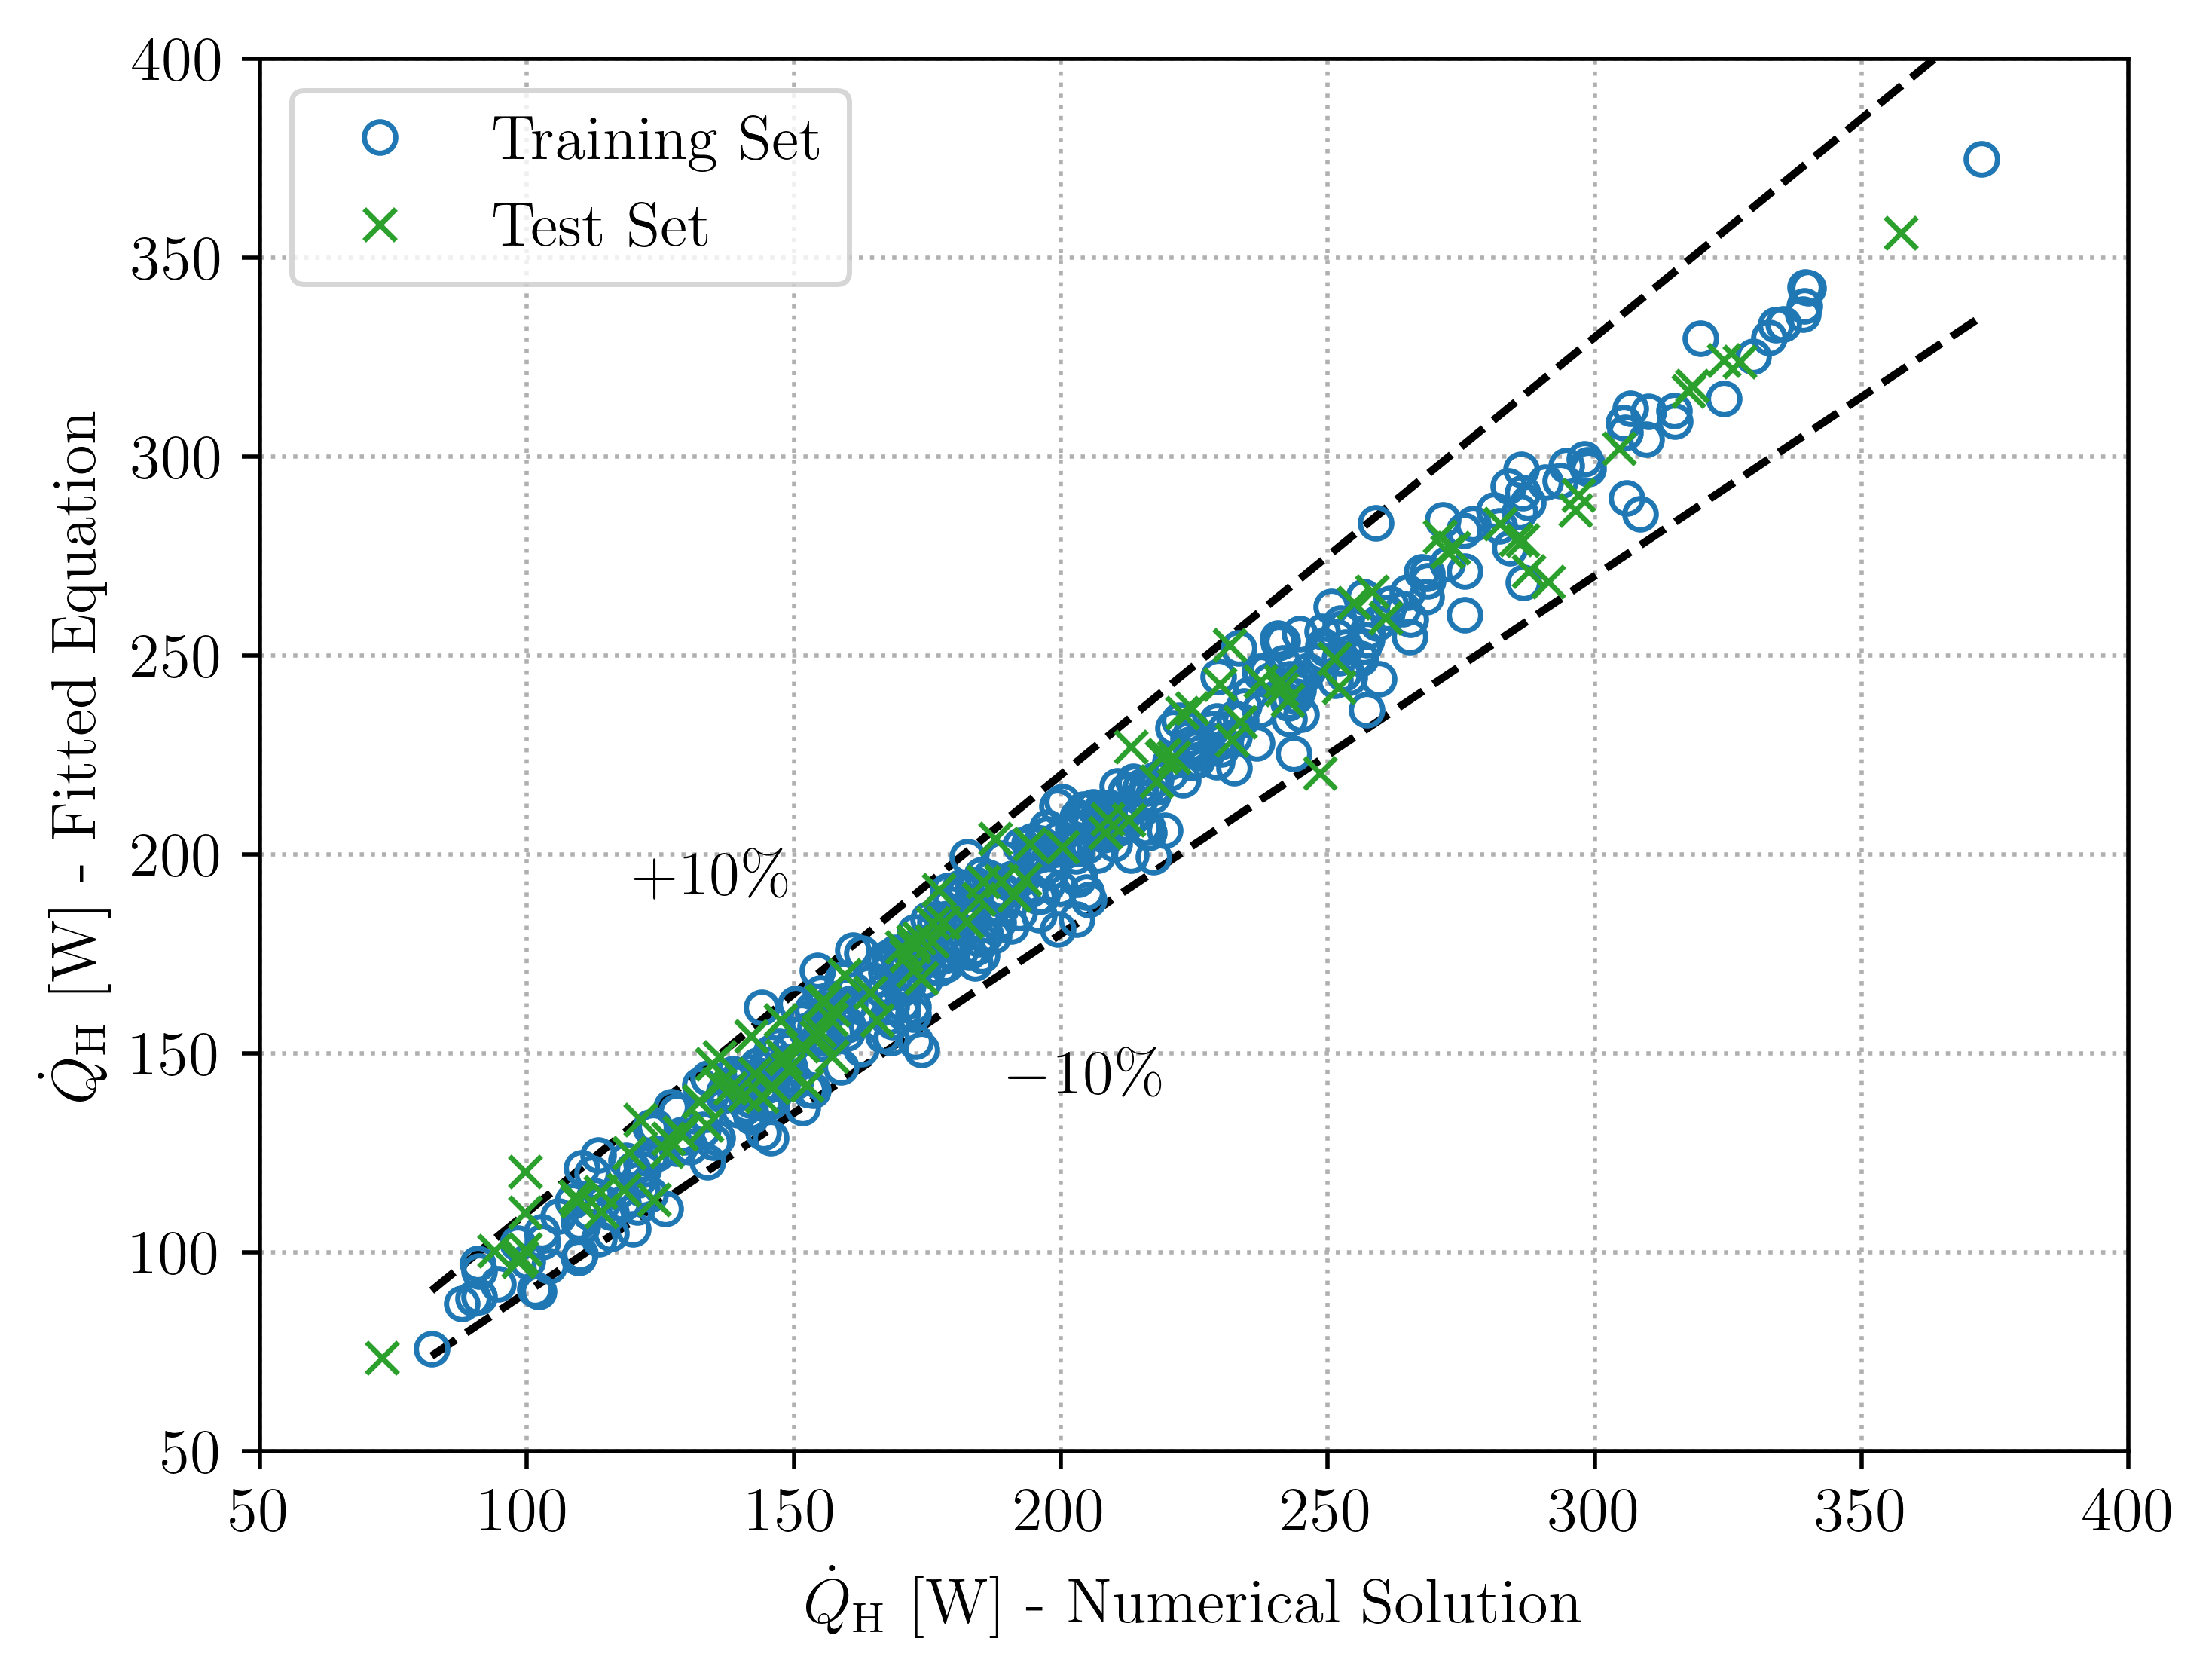 400
350
300
250
200
150
100
50
50 100 150 200 250 300 350 400
Q̇H [W] - Fitted Equation
Q̇H [W] - Numerical Solution
Training Set
Test Set
+10%
−10%